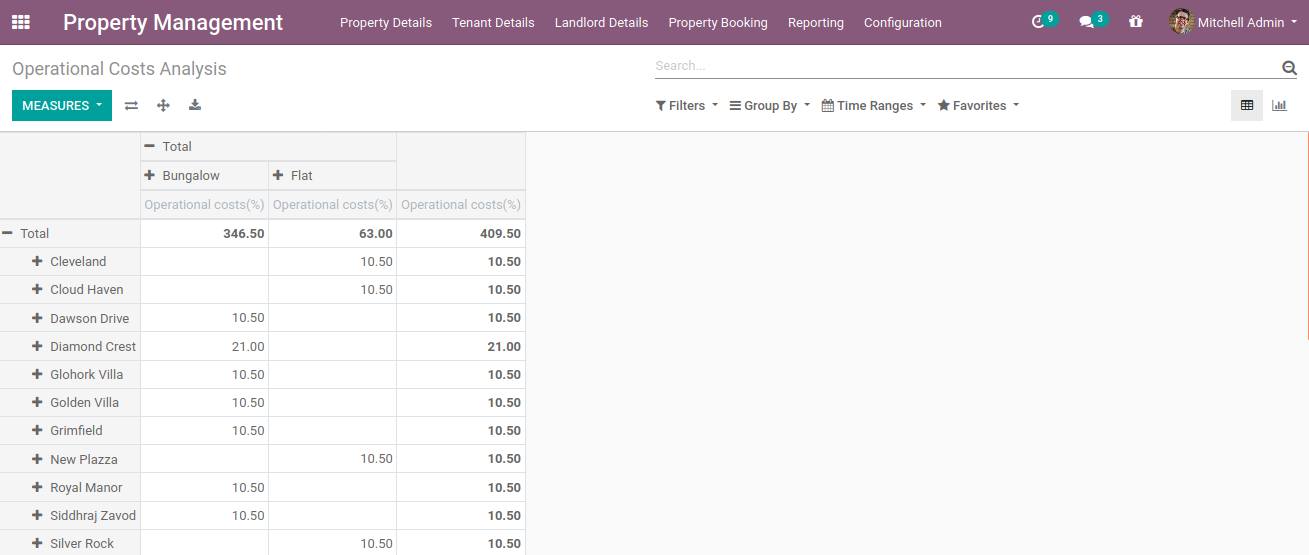 Property Management Property Details Tenant Details Landlord Details Property Booking Reporting Configuration 9 3 Mitchell Admin
Operational Costs Analysis Search...
MEASURES Filters Group By Time Ranges Favorites
Total
Bungalow Flat
Operational costs(%) Operational costs(%) Operational costs(%)
Total 346.50 63.00 409.50
Cleveland 10.50 10.50
Cloud Haven 10.50 10.50
Dawson Drive 10.50 10.50
Diamond Crest 21.00 21.00
Glohork Villa 10.50 10.50
Golden Villa 10.50 10.50
Grimfield 10.50 10.50
New Plazza 10.50 10.50
Royal Manor 10.50 10.50
Siddhraj Zavod 10.50 10.50
Silver Rock 10.50 10.50